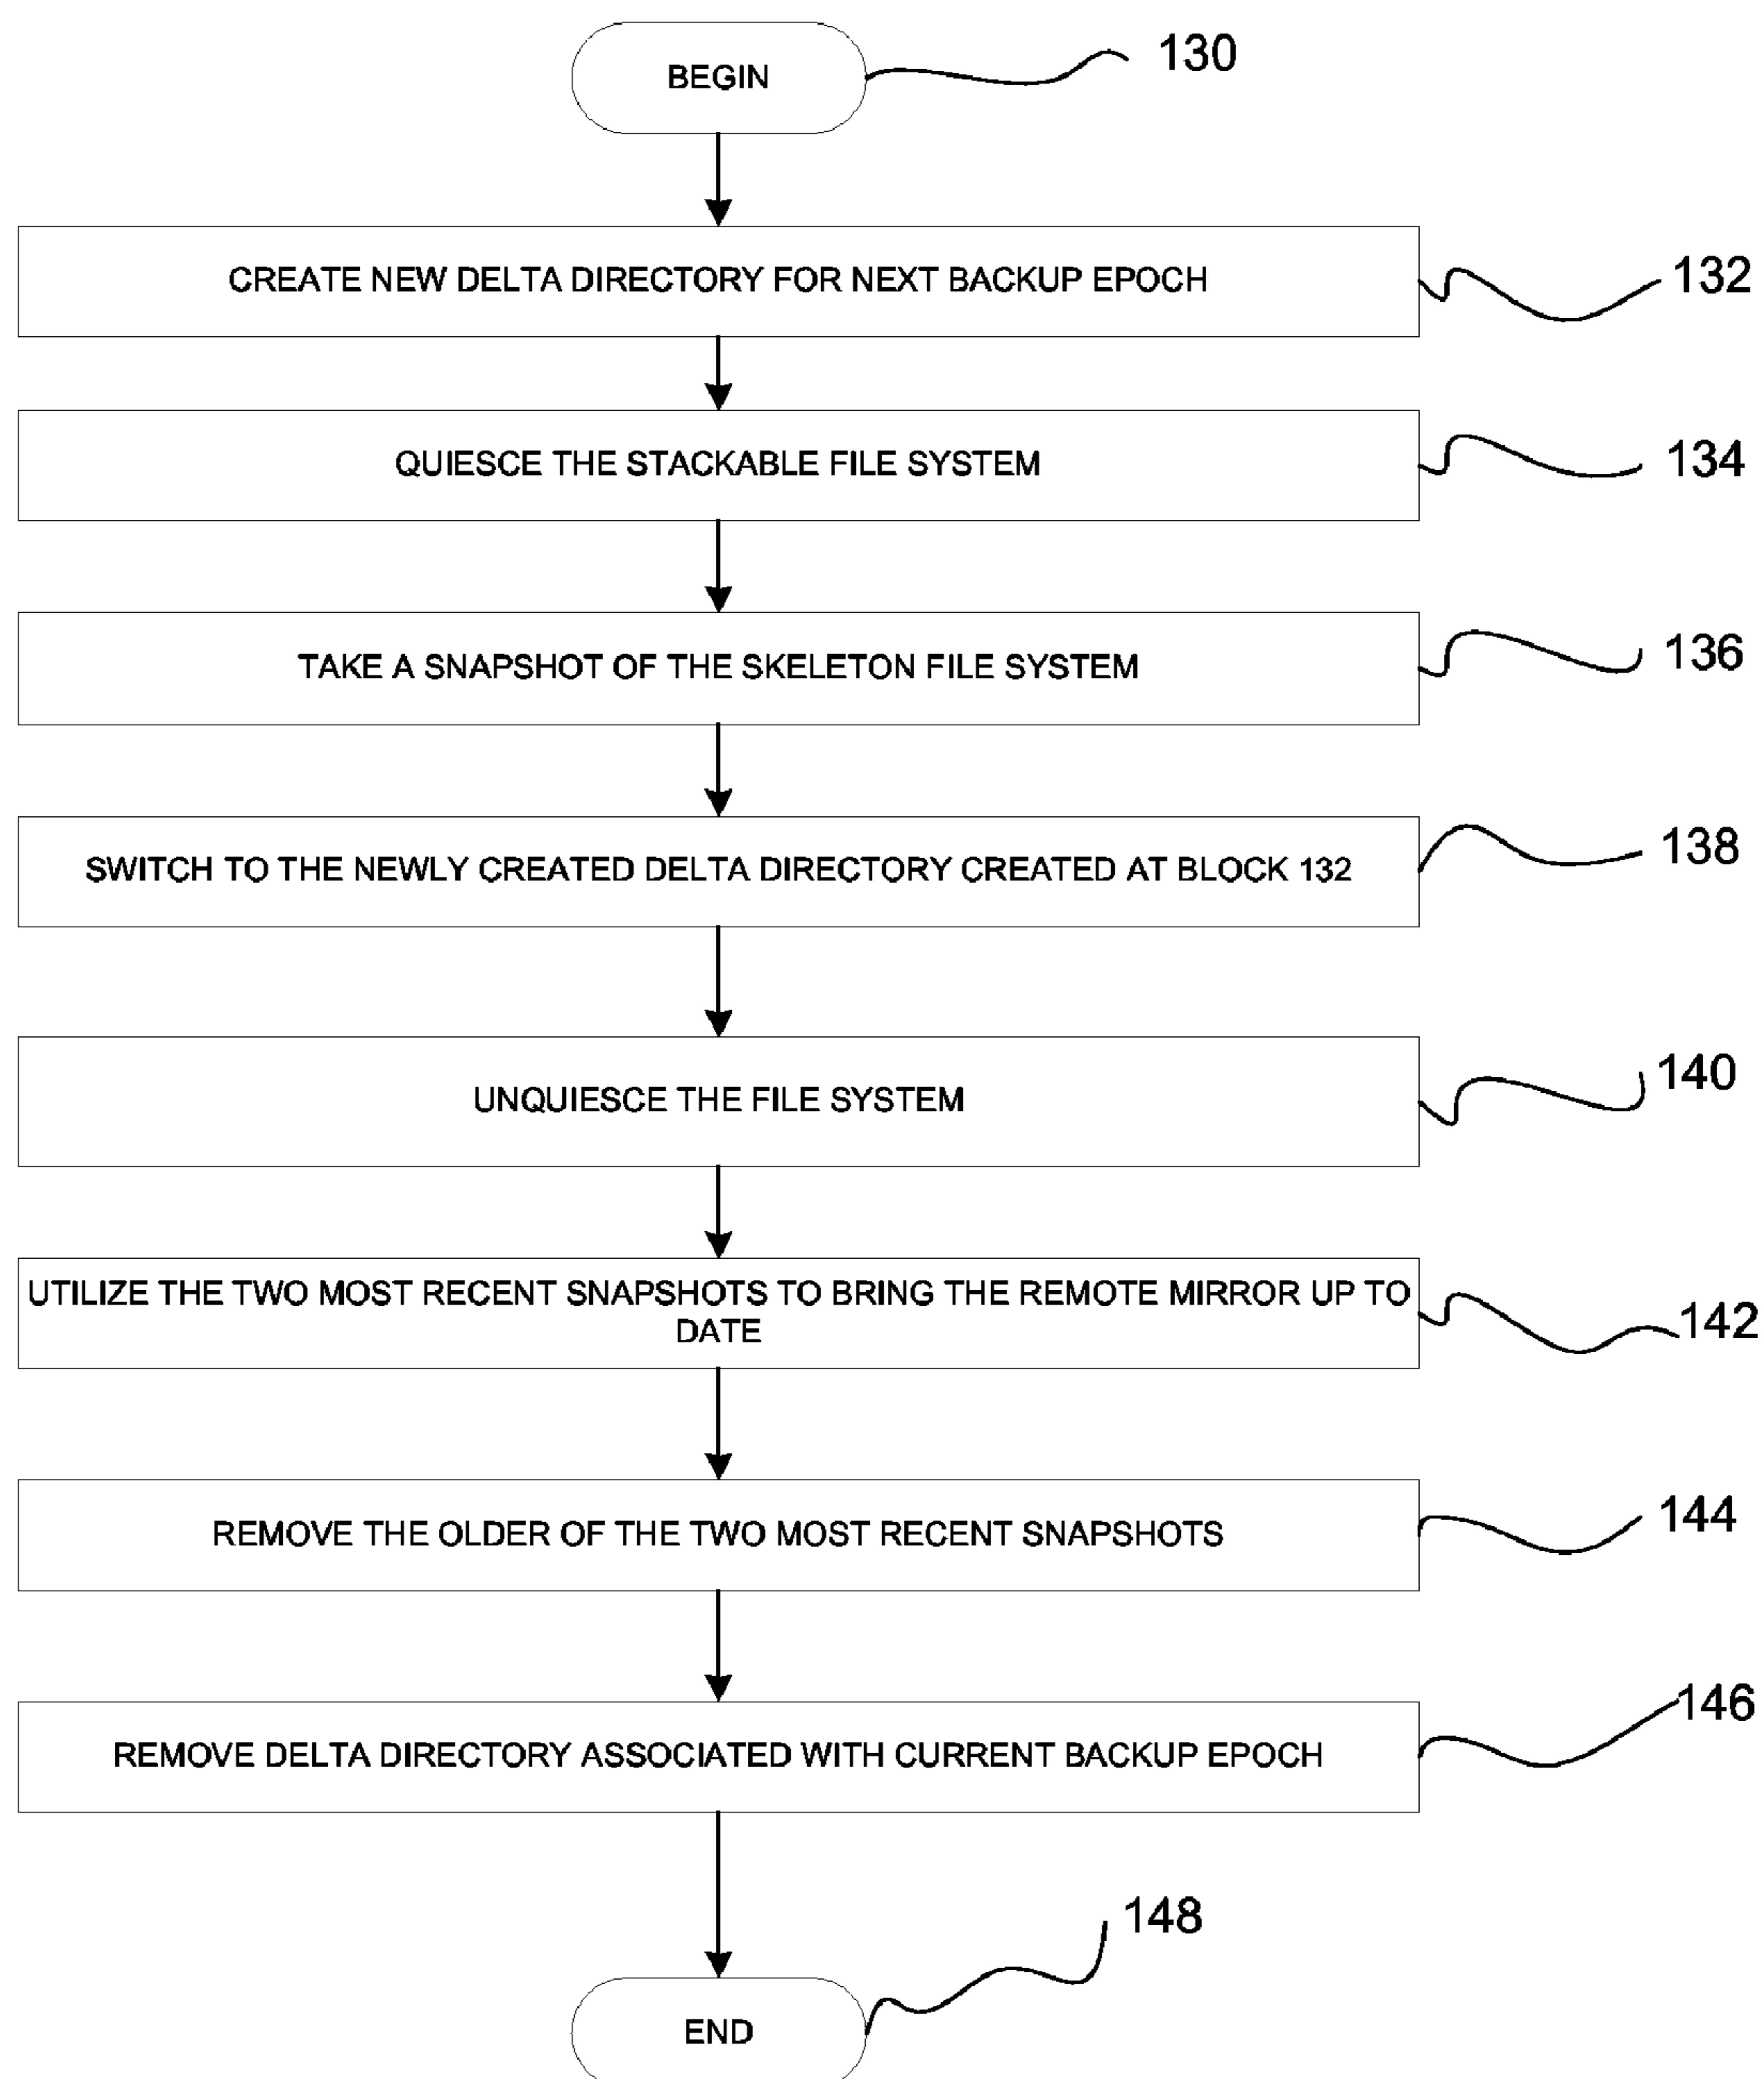 BEGIN
130
CREATE NEW DELTA DIRECTORY FOR NEXT BACKUP EPOCH
132
QUIESCE THE STACKABLE FILE SYSTEM
134
TAKE A SNAPSHOT OF THE SKELETON FILE SYSTEM
136
SWITCH TO THE NEWLY CREATED DELTA DIRECTORY CREATED AT BLOCK 132
138
UNQUIESCE THE FILE SYSTEM
140
UTILIZE THE TWO MOST RECENT SNAPSHOTS TO BRING THE REMOTE MIRROR UP TO
DATE
142
REMOVE THE OLDER OF THE TWO MOST RECENT SNAPSHOTS
144
REMOVE DELTA DIRECTORY ASSOCIATED WITH CURRENT BACKUP EPOCH
146
END
148